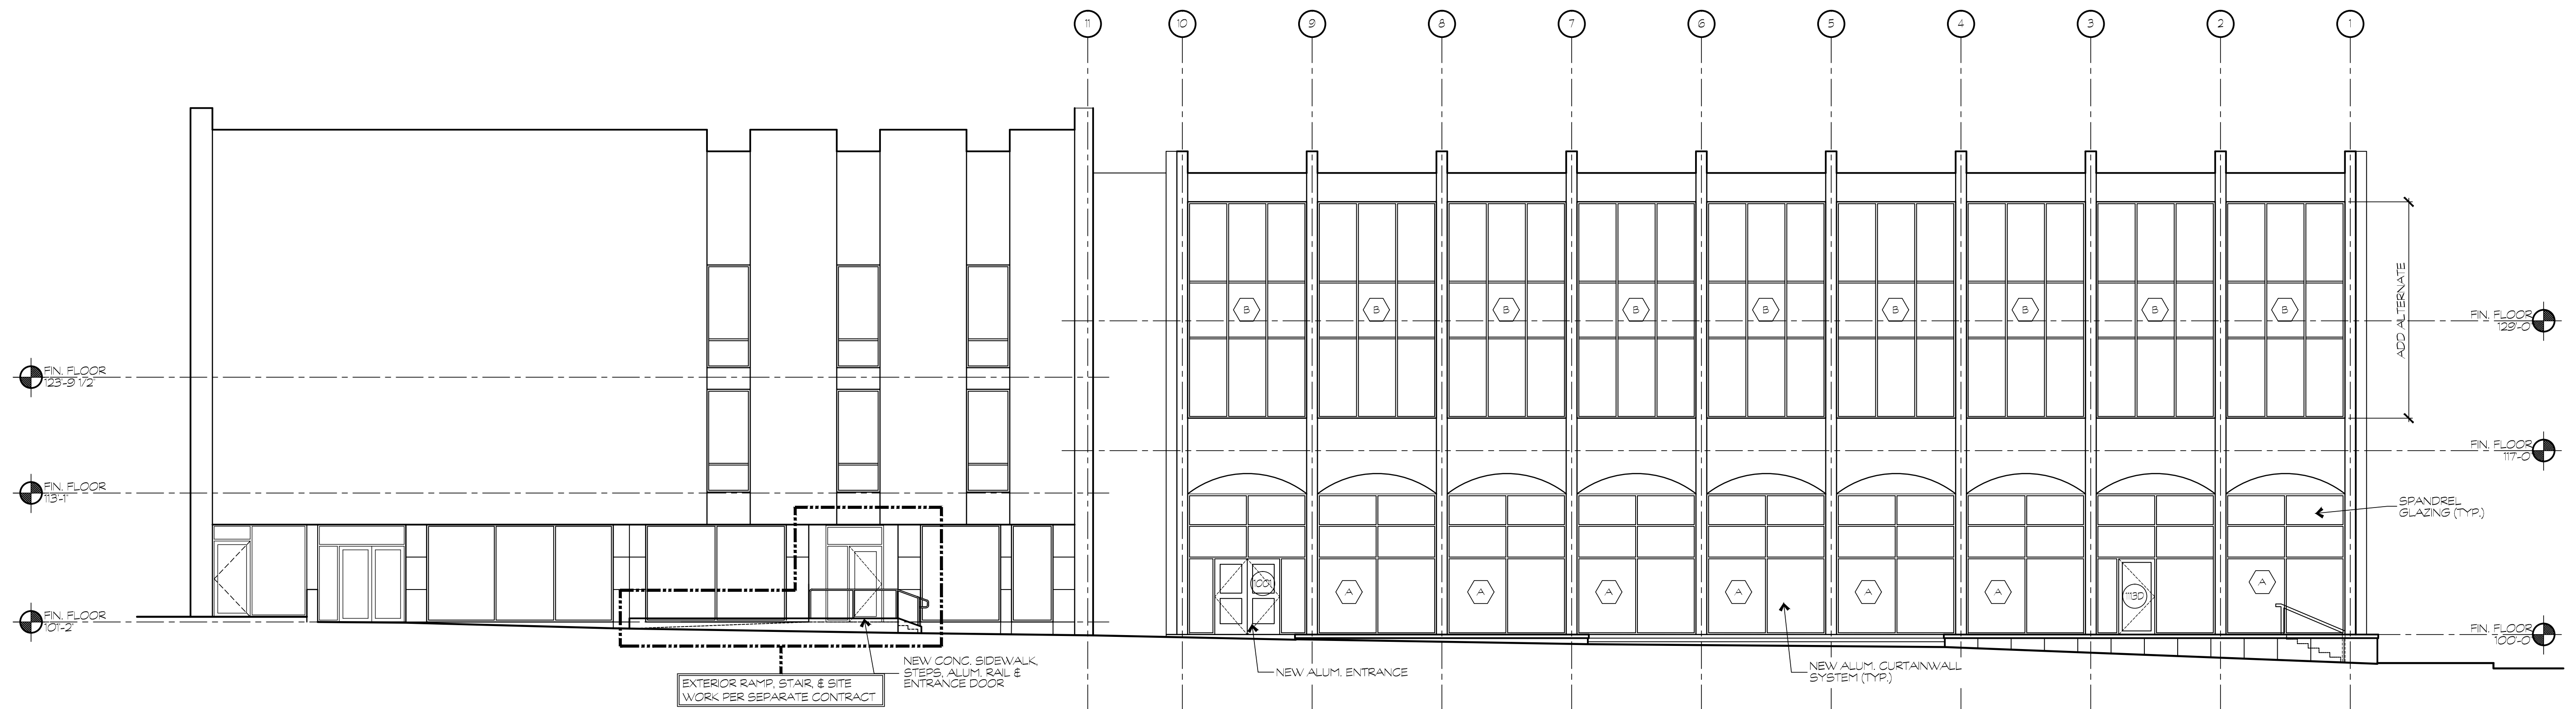 11
10
9
8
7
6
5
4
3
2
1
ADD ALTERNATE
B
B
B
B
B
B
B
B
B
FIN. FLOOR
129'-0"
FIN. FLOOR
123'-9 1/2"
FIN. FLOOR
117'-0"
FIN. FLOOR
113'-1"
SPANDREL
GLAZING (TYP.)
1001
A
A
A
A
A
A
1113D
A
FIN. FLOOR
101'-2"
FIN. FLOOR
100'-0"
NEW CONC. SIDEWALK,
STEPS, ALUM. RAIL &
ENTRANCE DOOR
EXTERIOR RAMP, STAIR, & SITE
WORK PER SEPARATE CONTRACT
NEW ALUM. ENTRANCE
NEW ALUM. CURTAINWALL
SYSTEM (TYP.)